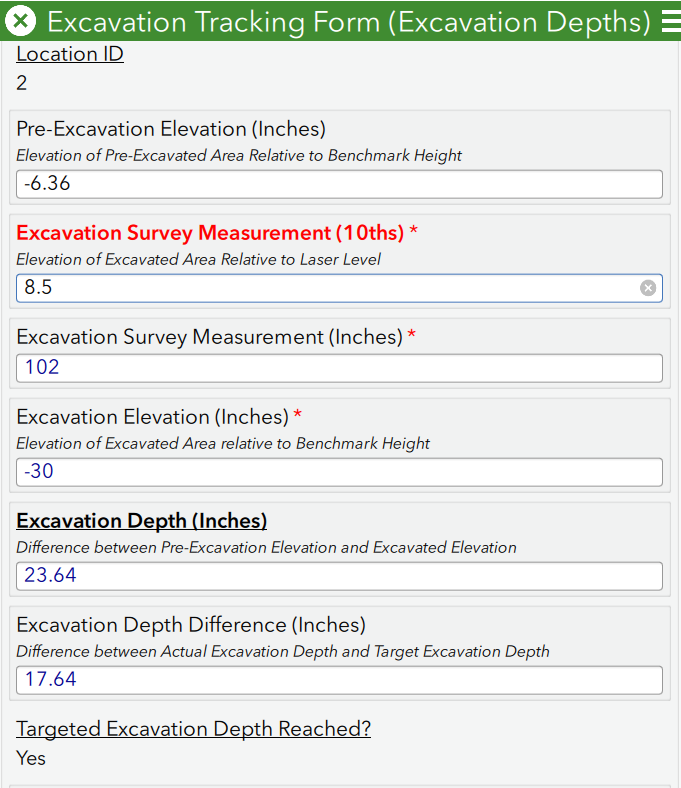 Excavation Tracking Form (Excavation Depths)
Location ID
2
Pre-Excavation Elevation (Inches)
Elevation of Pre-Excavated Area Relative to Benchmark Height
-6.36
Excavation Survey Measurement (10ths) *
Elevation of Excavated Area Relative to Laser Level
8.5
Excavation Survey Measurement (Inches) *
102
Excavation Elevation (Inches) *
Elevation of Excavated Area relative to Benchmark Height
-30
Excavation Depth (Inches)
Difference between Pre-Excavation Elevation and Excavated Elevation
23.64
Excavation Depth Difference (Inches)
Difference between Actual Excavation Depth and Target Excavation Depth
17.64
Targeted Excavation Depth Reached?
Yes